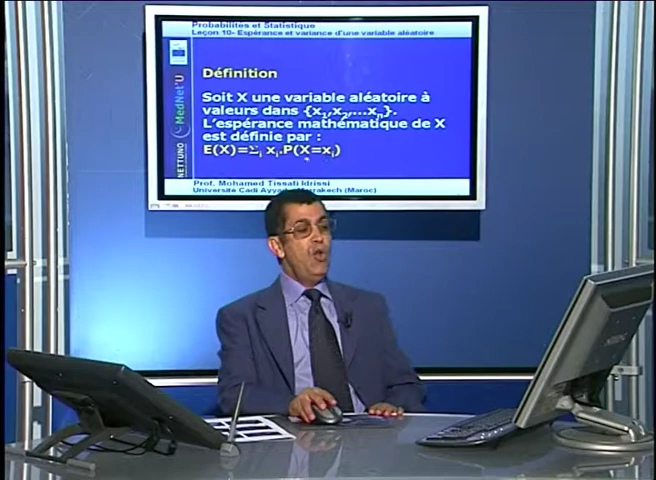 Probabilités et Statistique
Leçon 10- Espérance et variance d'une variable aléatoire
Définition
Soit X une variable aléatoire à
valeurs dans {x₁,x₂,...xₙ}.
L'espérance mathématique de X
est définie par :
E(X)=Σᵢ xᵢ.P(X=xᵢ)
NETTUNO
MedNet'U
Prof. Mohamed Tissati Idrissi
Université Cadi Ayyad
(Maroc)